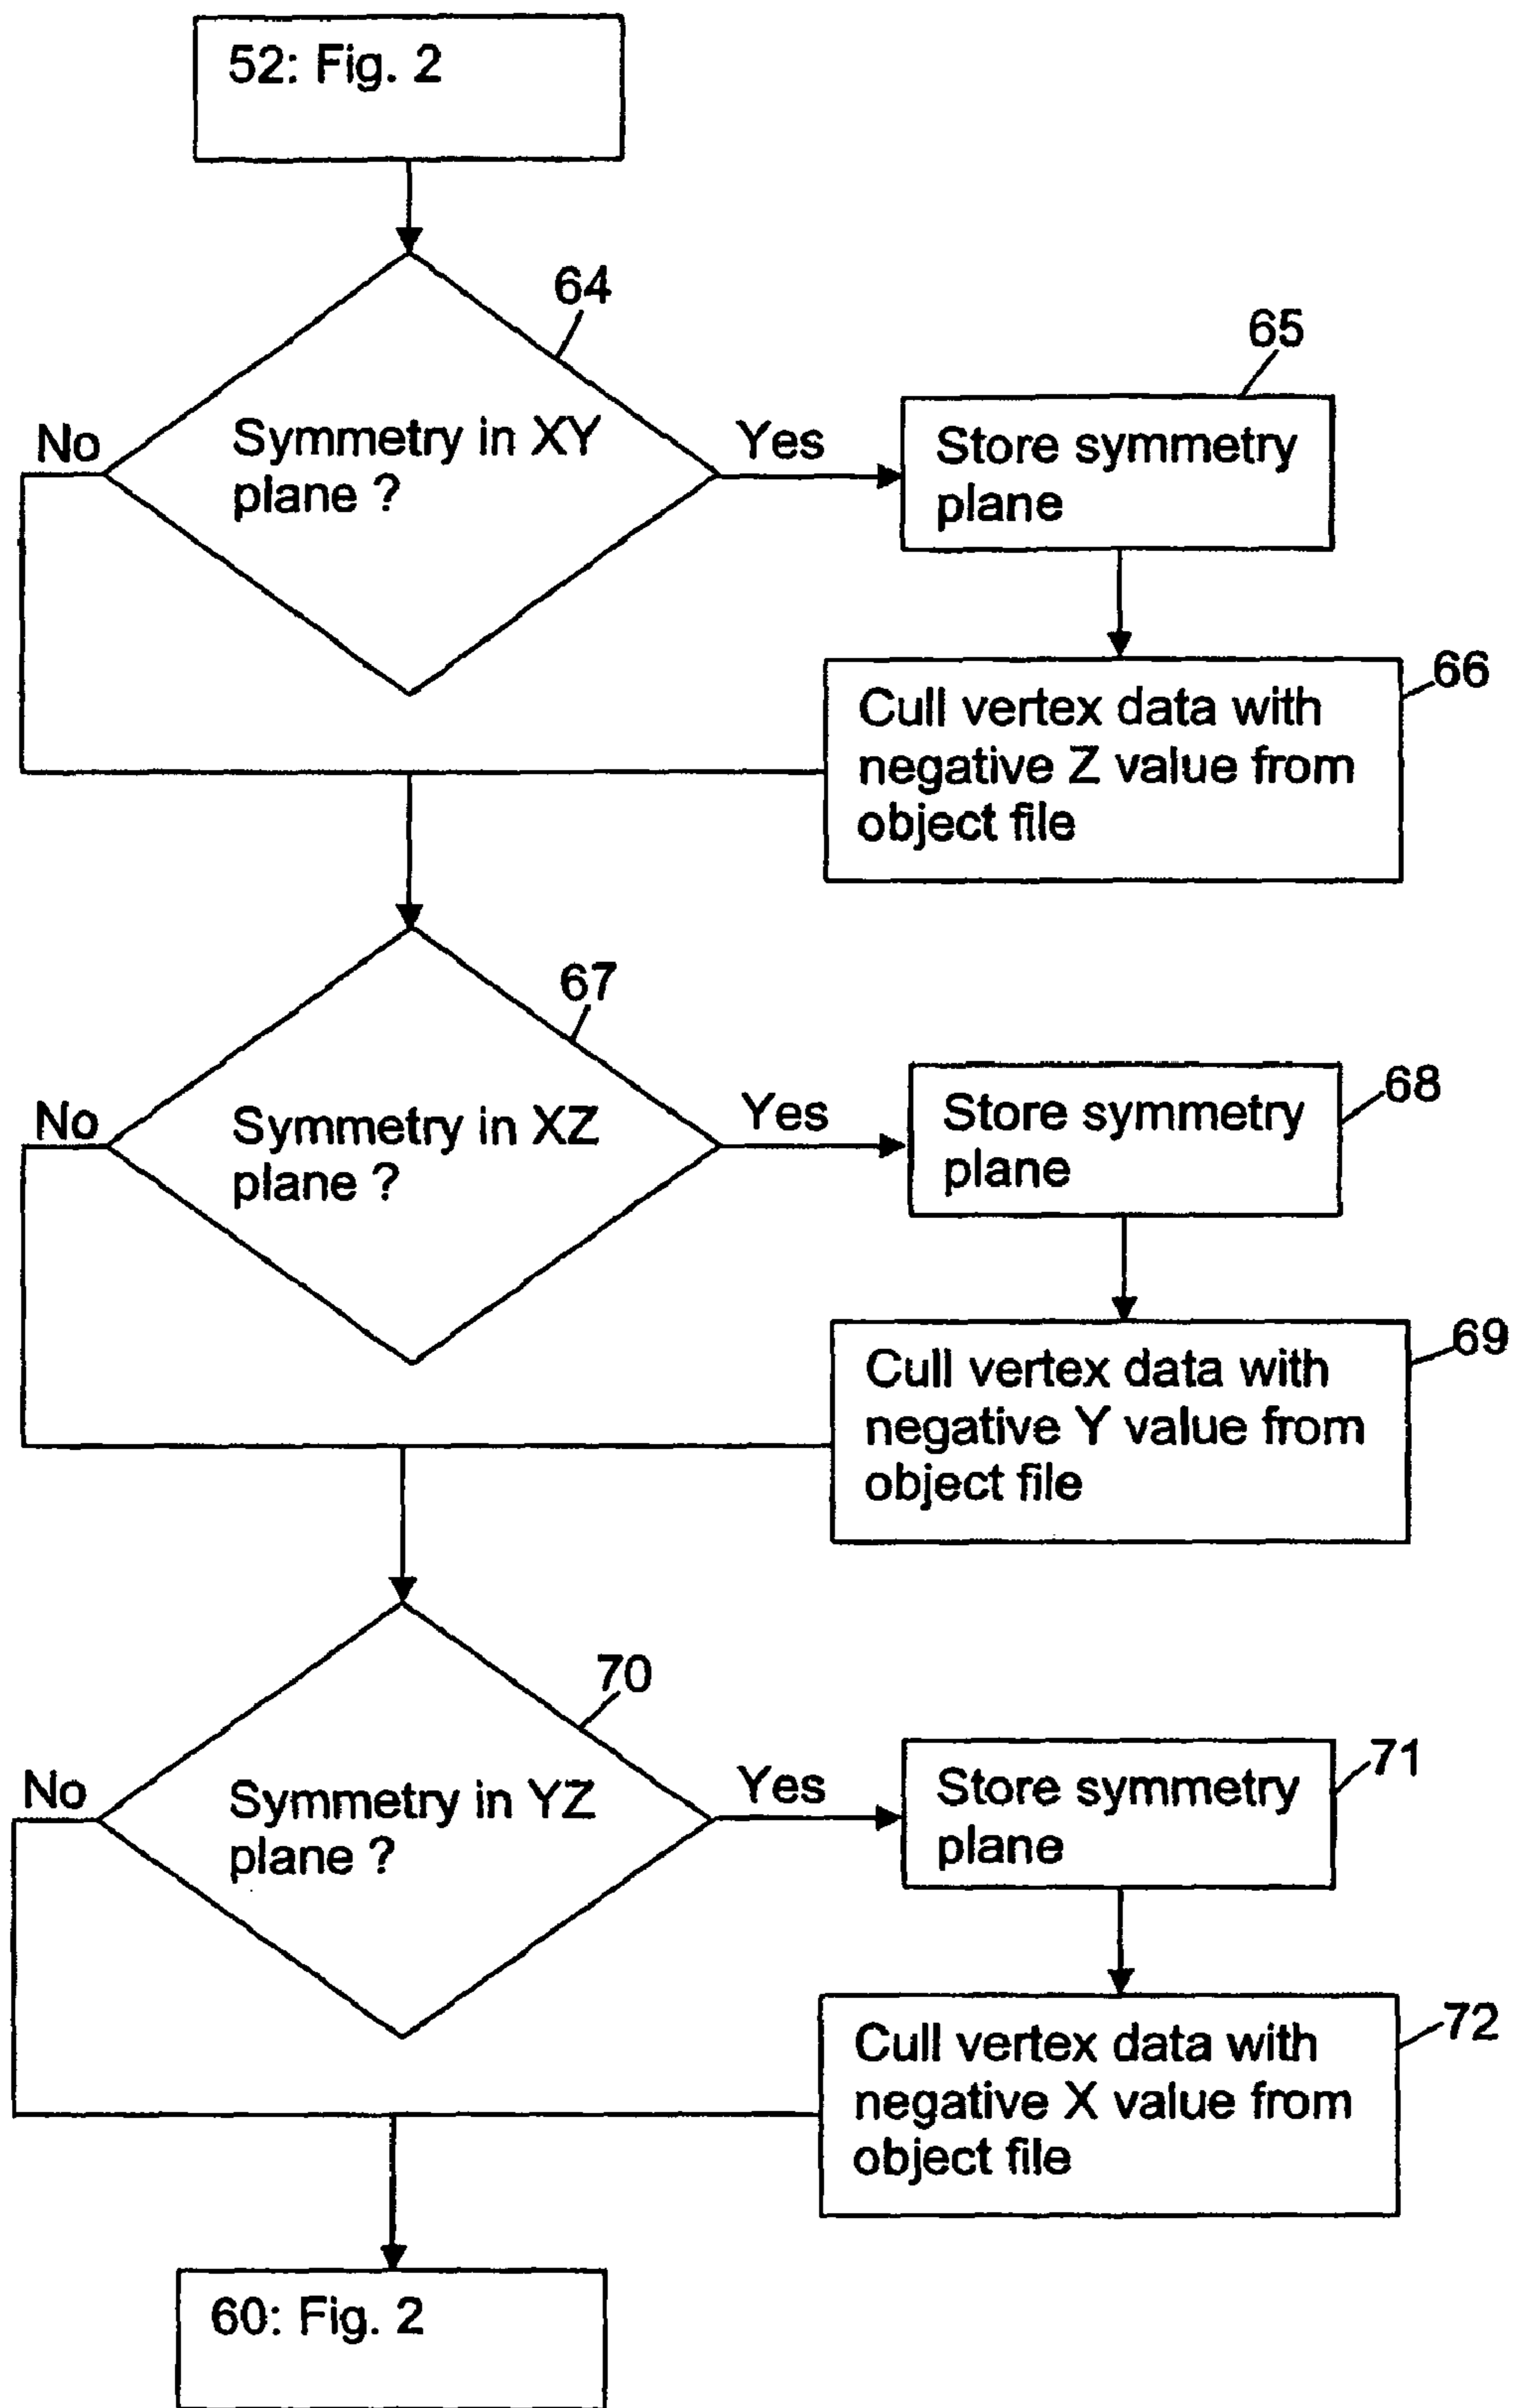 52: Fig. 2
64
Symmetry in XY
plane ?
No
Yes
65
Store symmetry
plane
66
Cull vertex data with
negative Z value from
object file
67
Symmetry in XZ
plane ?
No
Yes
68
Store symmetry
plane
69
Cull vertex data with
negative Y value from
object file
70
Symmetry in YZ
plane ?
No
Yes
71
Store symmetry
plane
72
Cull vertex data with
negative X value from
object file
60: Fig. 2